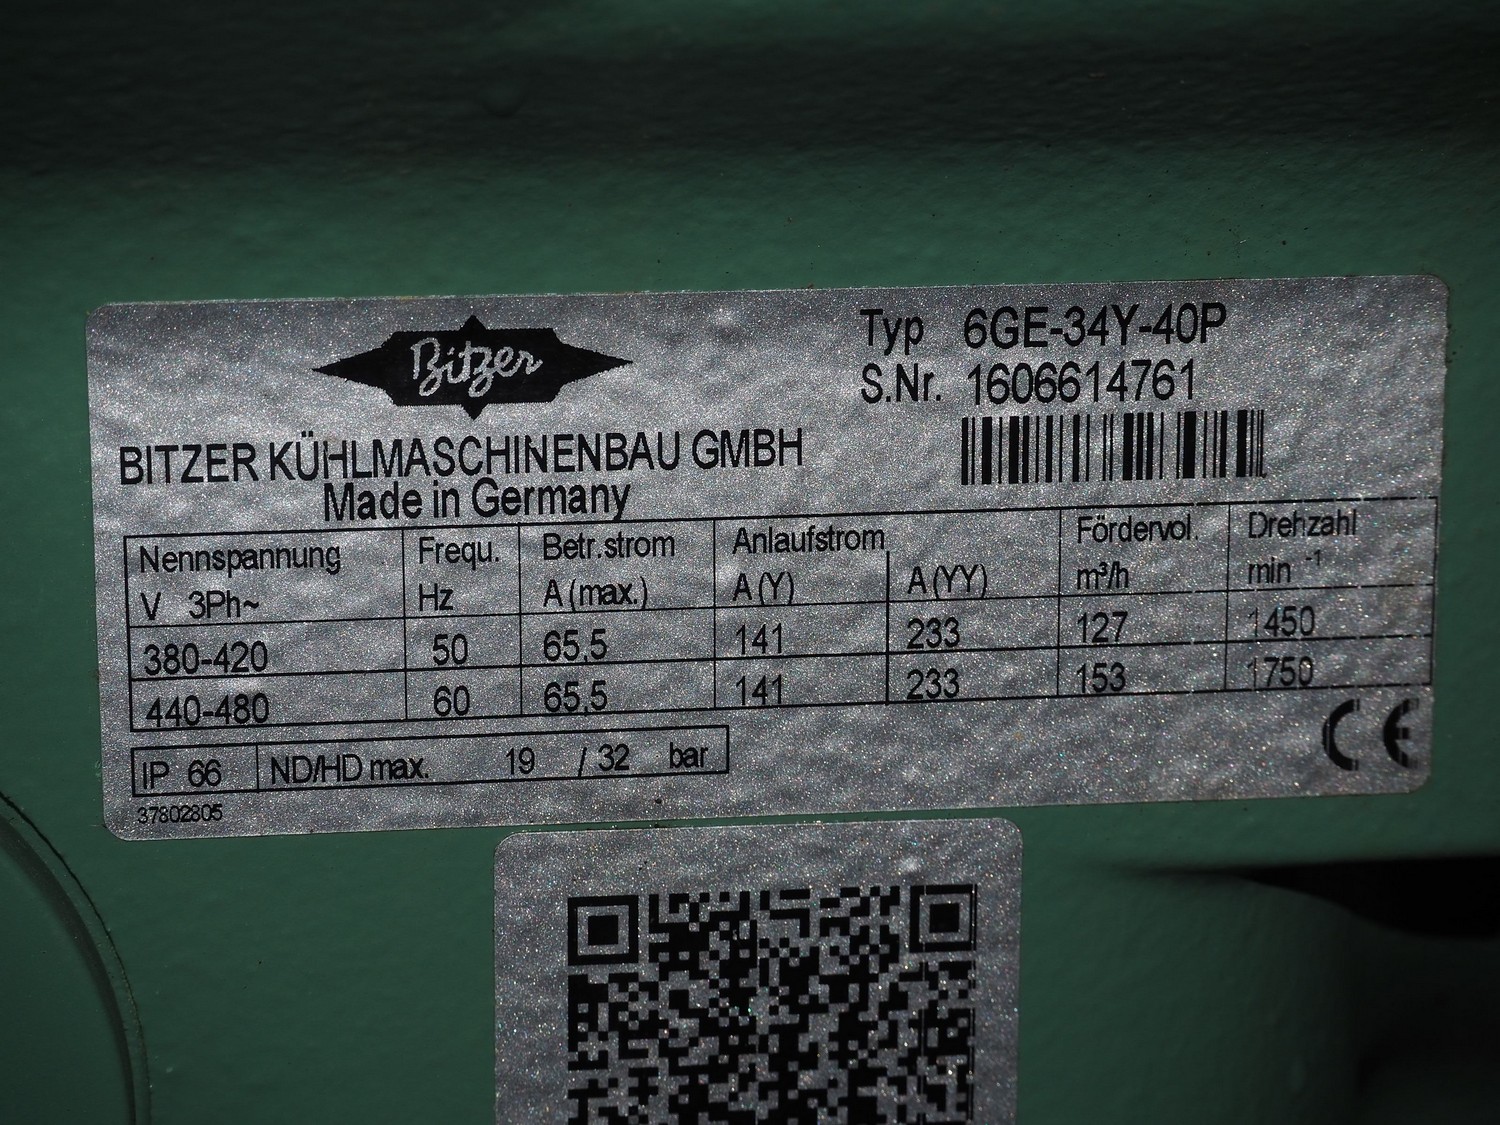 Bitzer
Typ 6GE-34Y-40P
S.Nr. 1606614761
BITZER KÜHLMASCHINENBAU GMBH
Made in Germany
Nennspannung Frequ. Betr.strom Anlaufstrom Fördervol. Drehzahl
V 3Ph~ Hz A (max.) A (Y) A (YY) m³/h min -1
380-420 50 65,5 141 233 127 1450
440-480 60 65,5 141 233 153 1750
CE
IP 66 ND/HD max. 19 / 32 bar
37802805